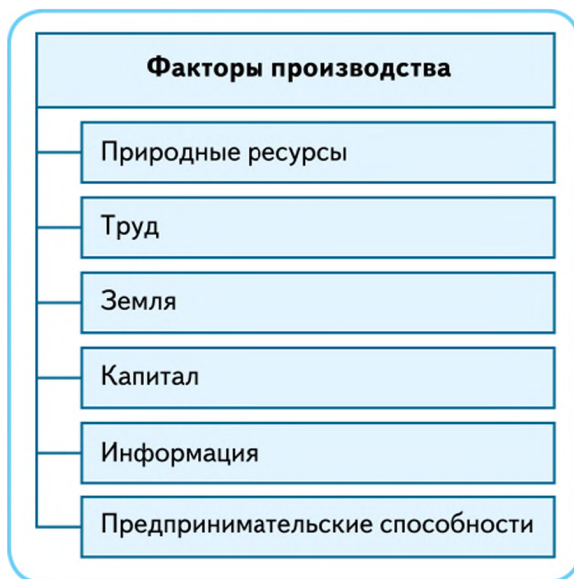 Факторы производства
Природные ресурсы
Труд
Земля
Капитал
Информация
Предпринимательские способности